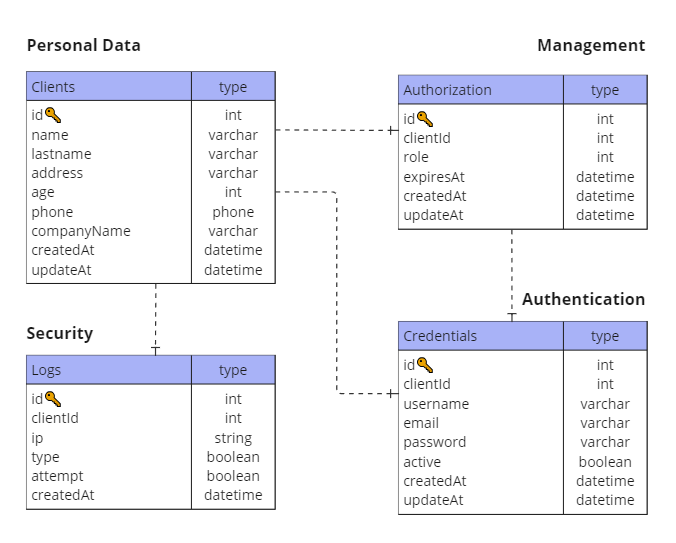 Personal Data
Clients type
id int
name varchar
lastname varchar
address varchar
age int
phone phone
companyName varchar
createdAt datetime
updateAt datetime
Management
Authorization type
id int
clientId int
role int
expiresAt datetime
createdAt datetime
updateAt datetime
Security
Logs type
id int
clientId int
ip string
type boolean
attempt boolean
createdAt datetime
Authentication
Credentials type
id int
clientId int
username varchar
email varchar
password varchar
active boolean
createdAt datetime
updateAt datetime